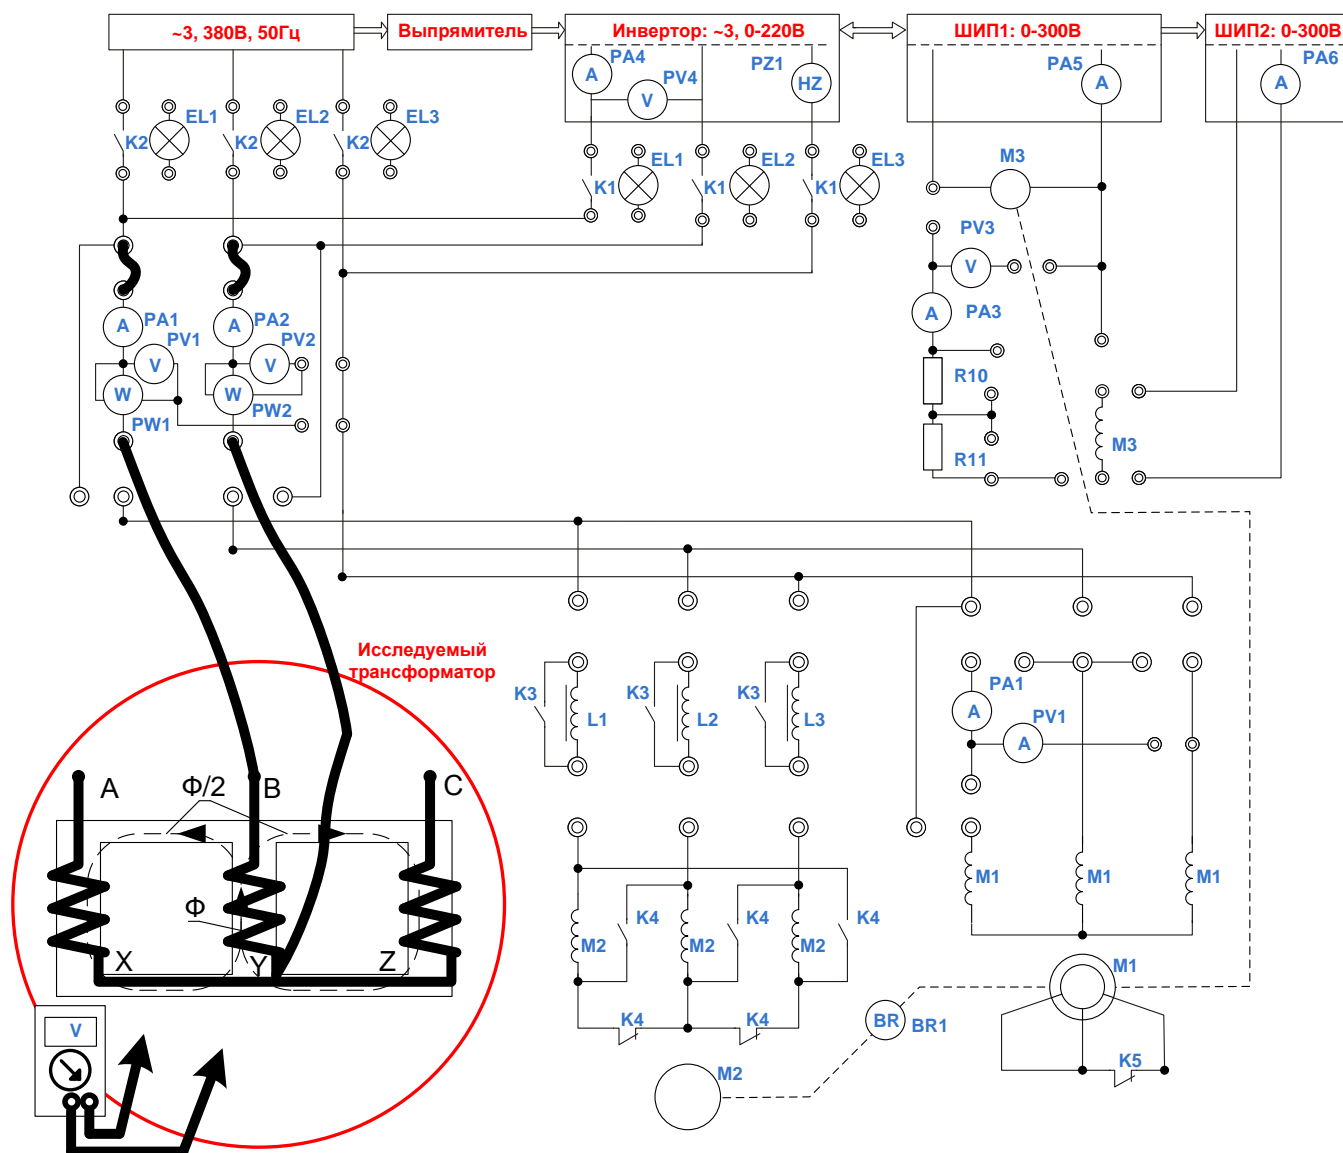 ~3, 380В, 50Гц
Выпрямитель
Инвертор: ~3, 0-220В
ШИП1: 0-300В
ШИП2: 0-300В
PA4
A
PV4
V
PZ1
HZ
PA5
A
PA6
A
K2
EL1
K2
EL2
K2
EL3
K1
EL1
K1
EL2
K1
EL3
M3
PV3
V
A
PA3
R10
R11
M3
A
PA1
PV1
V
W
PW1
A
PA2
PV2
V
W
PW2
Исследуемый
трансформатор
K3
L1
K3
L2
K3
L3
PA1
A
PV1
A
A
Ф/2
B
C
Ф
X
Y
Z
V
M2
K4
M2
K4
M2
K4
K4
K4
M1
M1
M1
M1
BR
BR1
K5
M2